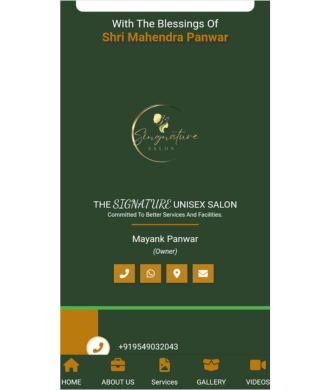 With The Blessings Of
Shri Mahendra Panwar
Singnature
SALON
THE SIGNATURE UNISEX SALON
Committed To Better Services And Facilities.
Mayank Panwar
(Owner)
+919549032043
HOME ABOUT US Services GALLERY VIDEOS